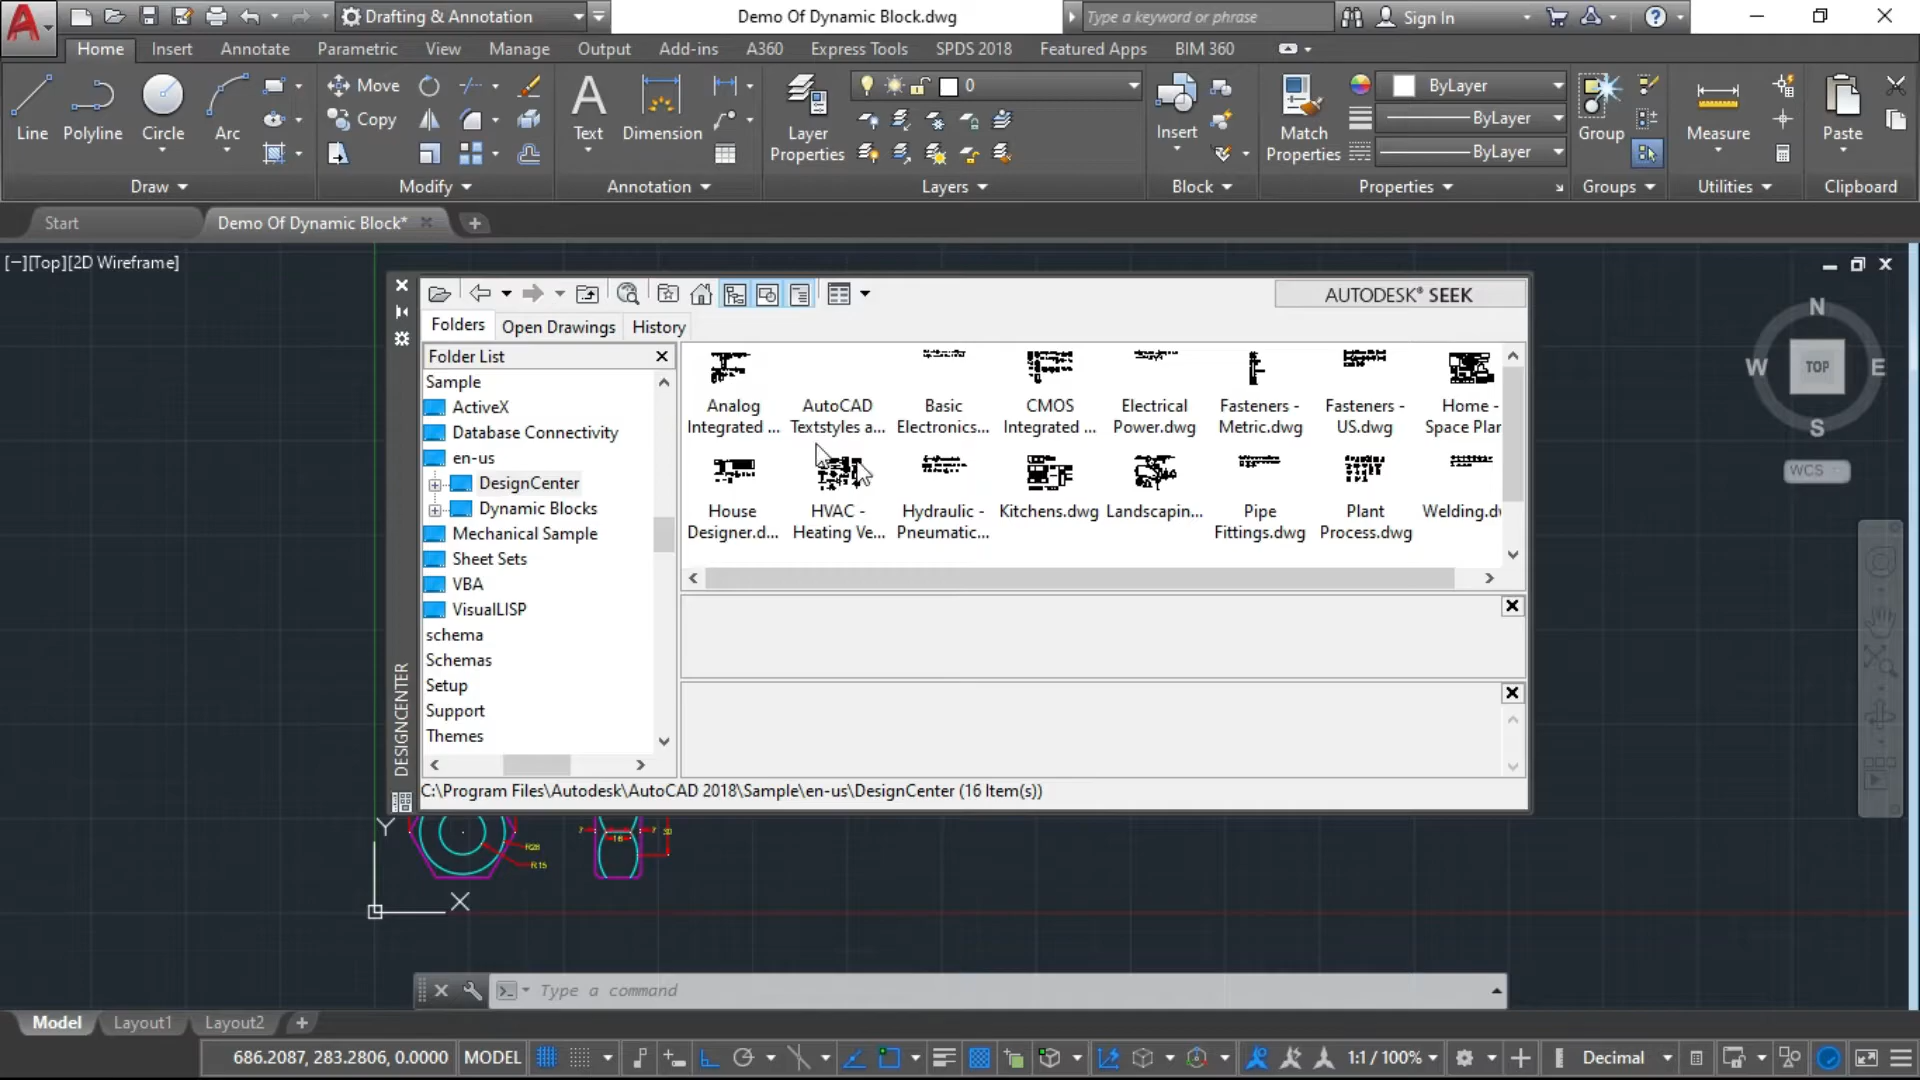 Drafting & Annotation
Demo Of Dynamic Block.dwg
Type a keyword or phrase
Sign In
Home
Insert
Annotate
Parametric
View
Manage
Output
Add-ins
A360
Express Tools
SPDS 2018
Featured Apps
BIM 360
Line
Polyline
Circle
Arc
Draw
Move
Copy
Modify
Text
Dimension
Annotation
Layer
Properties
0
Layers
Insert
Block
Match
Properties
ByLayer
ByLayer
ByLayer
Properties
Group
Groups
Measure
Utilities
Paste
Clipboard
Start
Demo Of Dynamic Block*
[−][Top][2D Wireframe]
N
W
TOP
E
S
WCS
AUTODESK® SEEK
Folders
Open Drawings
History
Folder List
Sample
ActiveX
Database Connectivity
en-us
DesignCenter
Dynamic Blocks
Mechanical Sample
Sheet Sets
VBA
VisualLISP
schema
Schemas
Setup
Support
Themes
DESIGNCENTER
Analog
Integrated ...
AutoCAD
Textstyles a...
Basic
Electronics...
CMOS
Integrated ...
Electrical
Power.dwg
Fasteners -
Metric.dwg
Fasteners -
US.dwg
Home -
Space Plan
House
Designer.d...
HVAC -
Heating Ve...
Hydraulic -
Pneumatic...
Kitchens.dwg
Landscapin...
Pipe
Fittings.dwg
Plant
Process.dwg
Welding.dw
C:\Program Files\Autodesk\AutoCAD 2018\Sample\en-us\DesignCenter (16 Item(s))
Y
X
R15
16
7
Type a command
Model
Layout1
Layout2
686.2087, 283.2806, 0.0000
MODEL
1:1 / 100%
Decimal